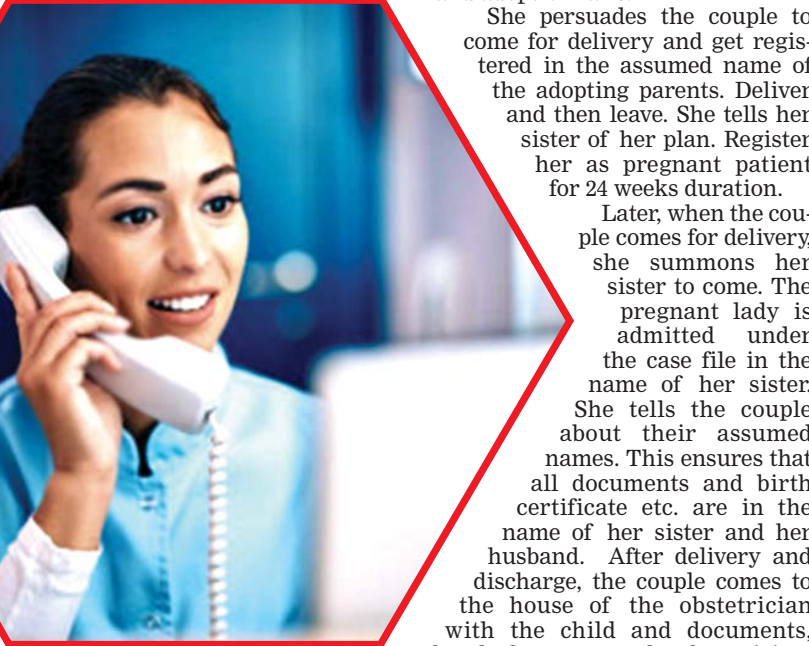 She persuades the couple to
come for delivery and get regis-
tered in the assumed name of
the adopting parents. Deliver
and then leave. She tells her
sister of her plan. Register
her as pregnant patient
for 24 weeks duration.
Later, when the cou-
ple comes for delivery,
she summons her
sister to come. The
pregnant lady is
admitted under
the case file in the
name of her sister.
She tells the couple
about their assumed
names. This ensures that
all documents and birth
certificate etc. are in the
name of her sister and her
husband. After delivery and
discharge, the couple comes to
the house of the obstetrician
with the child and documents,